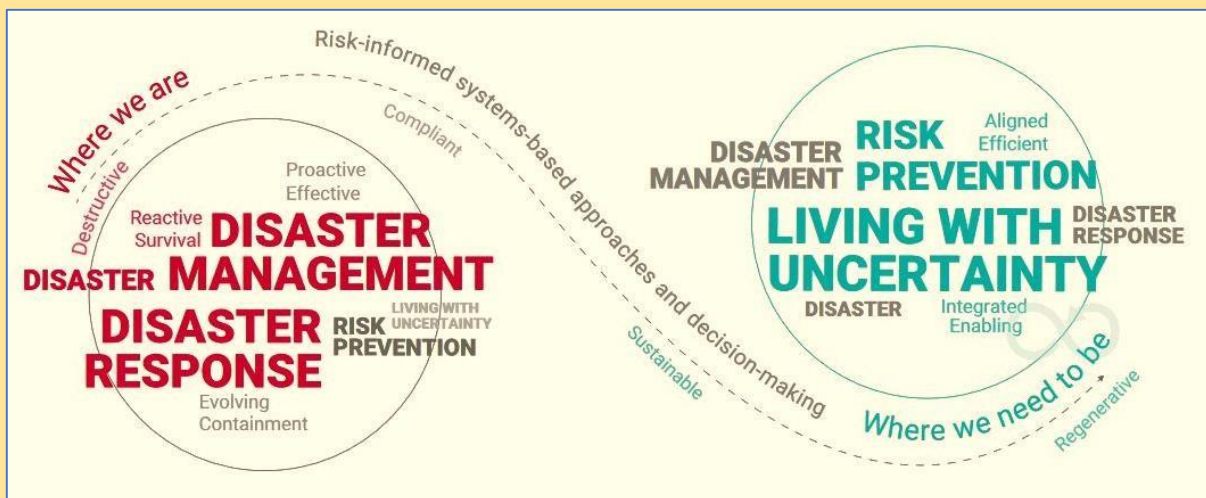 Where we are
Destructive
Compliant
Risk-informed systems-based approaches and decision-making
Sustainable
Where we need to be
Regenerative
Proactive
Effective
Reactive
Survival
DISASTER
MANAGEMENT
DISASTER
DISASTER
RESPONSE
RISK
PREVENTION
LIVING WITH
UNCERTAINTY
Evolving
Containment
DISASTER
MANAGEMENT
RISK
PREVENTION
Aligned
Efficient
LIVING WITH
UNCERTAINTY
DISASTER
RESPONSE
DISASTER
Integrated
Enabling